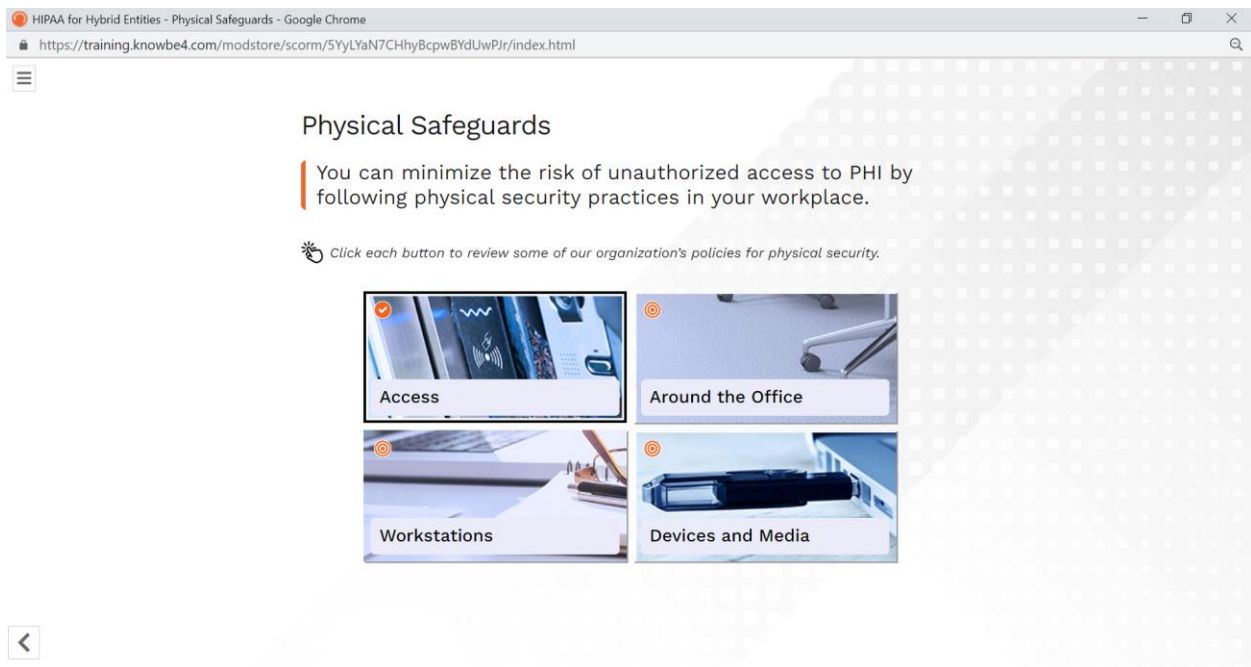 HIPAA for Hybrid Entities - Physical Safeguards - Google Chrome
https://training.knowbe4.com/modstore/scorm/5YyLYaN7CHhyBcpwBYdUwPJr/index.html
Physical Safeguards
You can minimize the risk of unauthorized access to PHI by
following physical security practices in your workplace.
Click each button to review some of our organization's policies for physical security.
Access
Around the Office
Workstations
Devices and Media